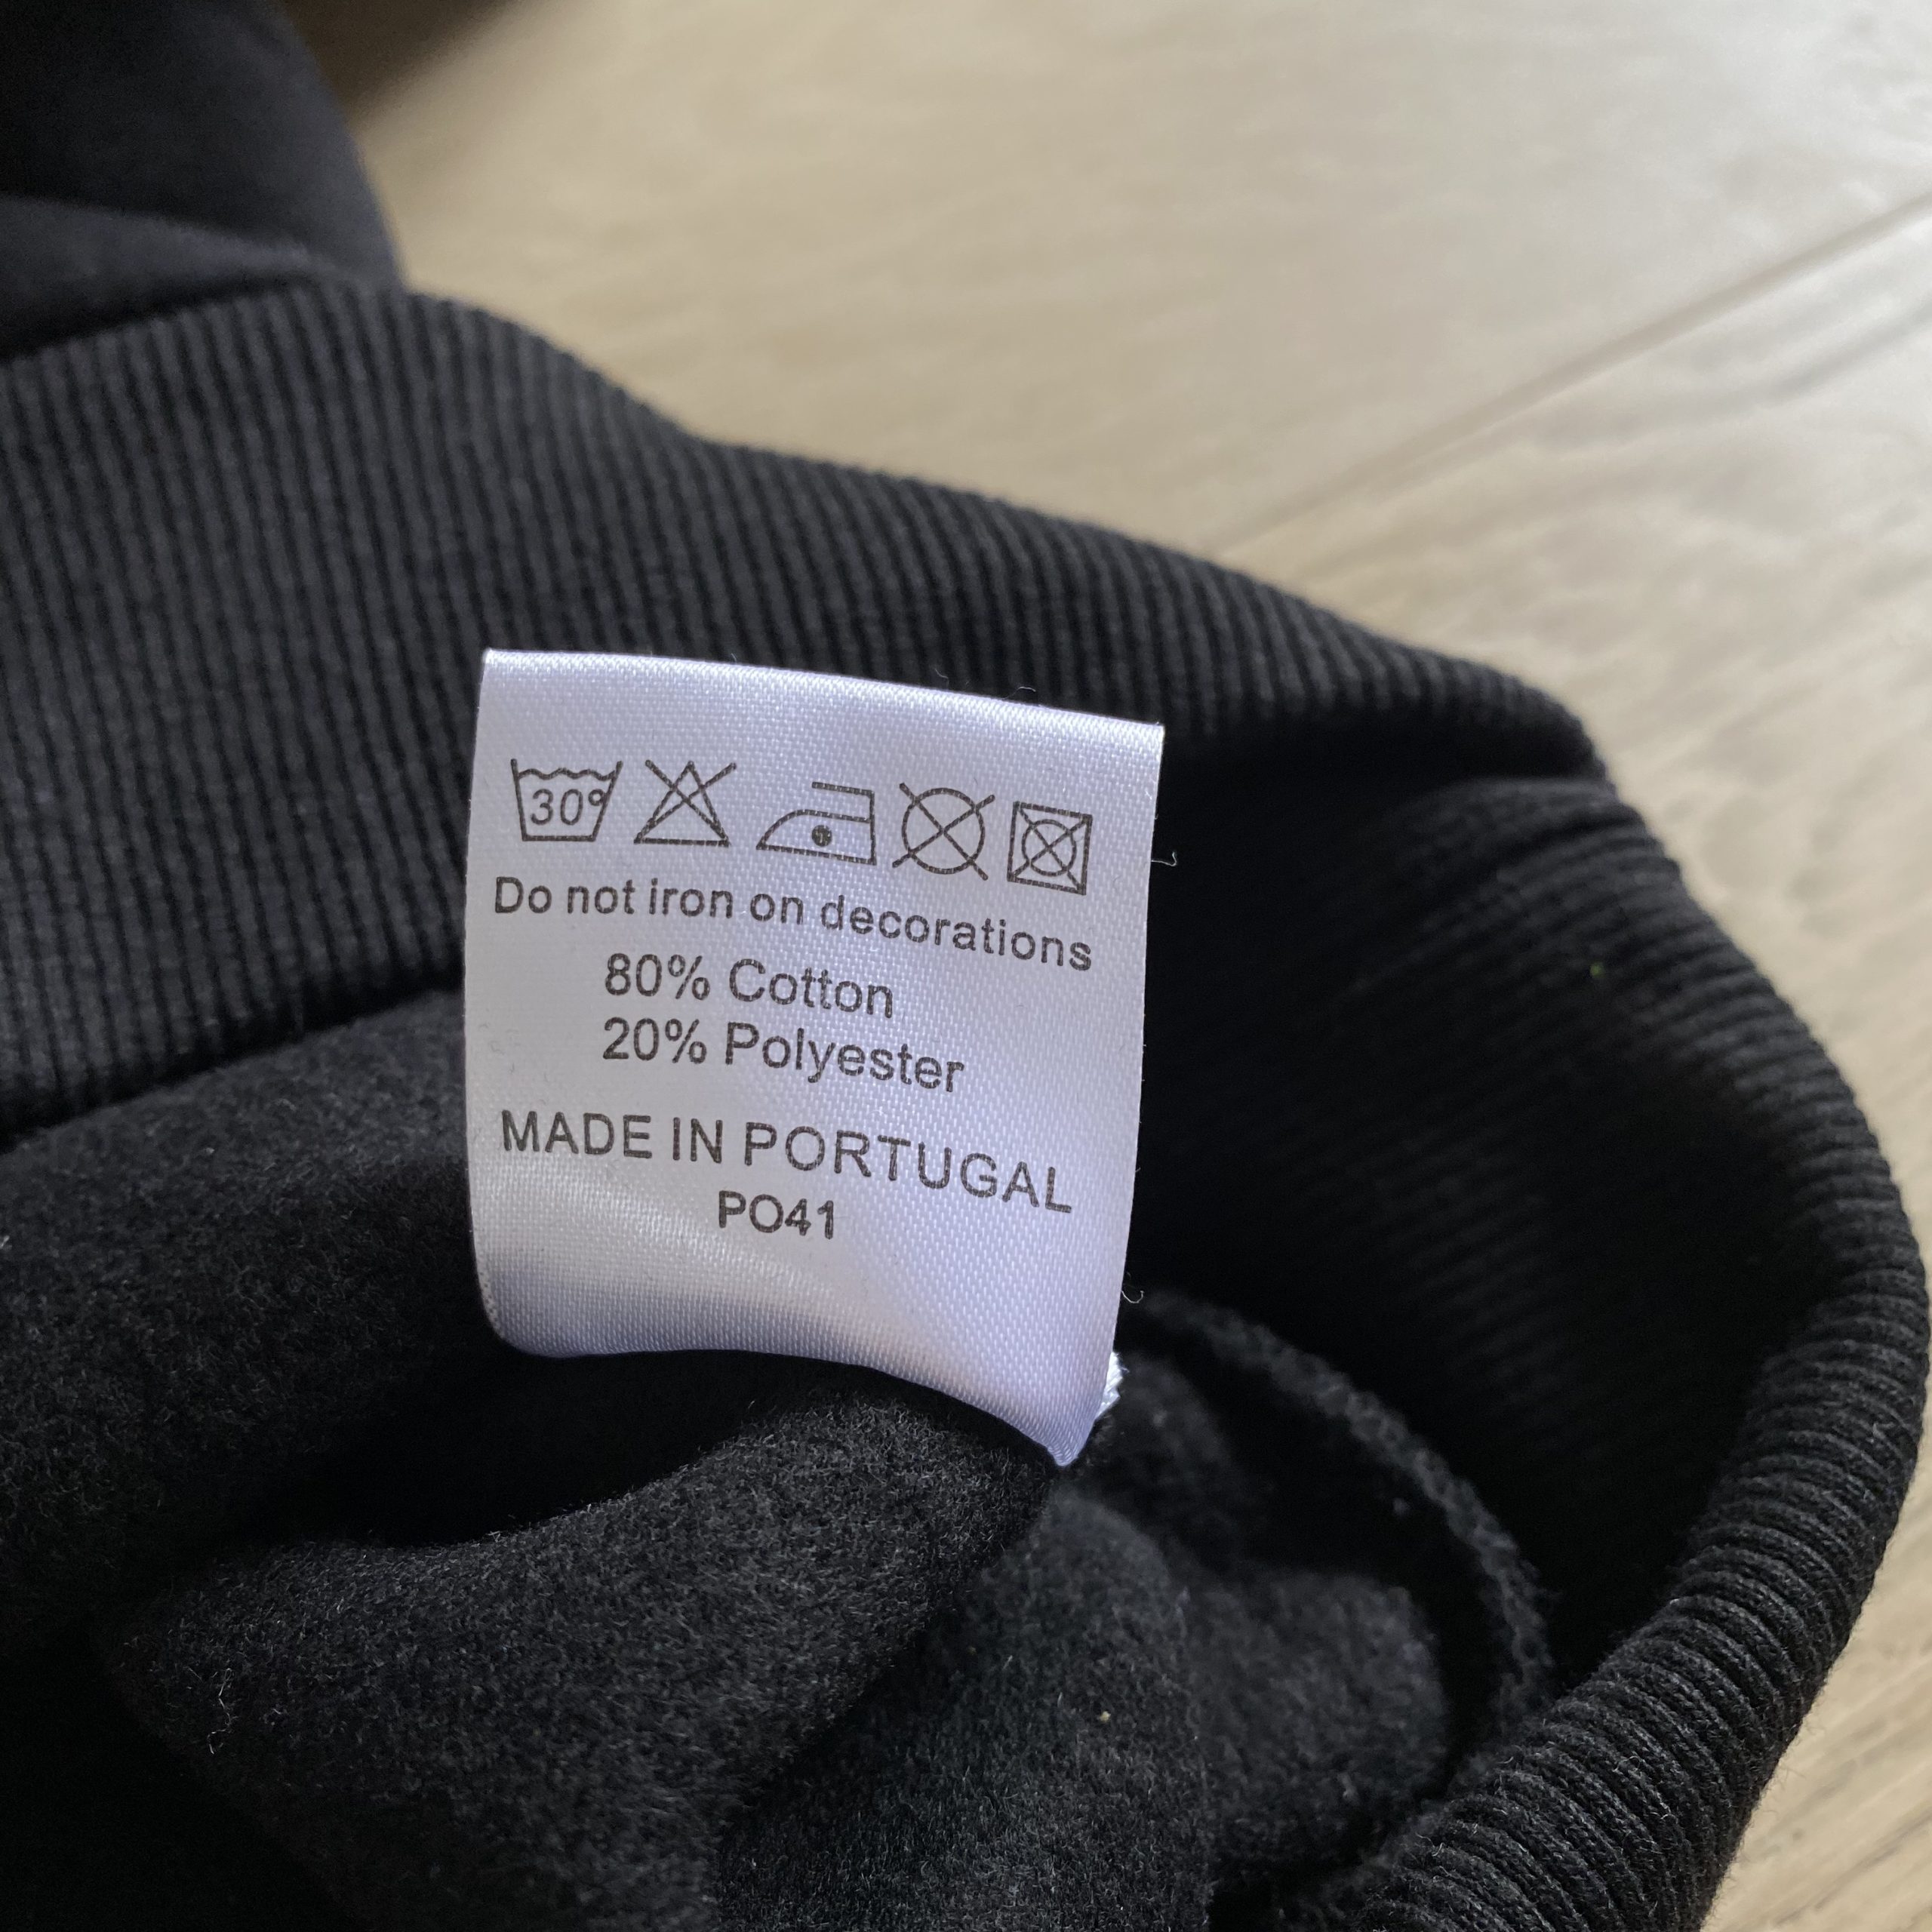 30°
Do not iron on decorations
80% Cotton
20% Polyester
MADE IN PORTUGAL
PO41